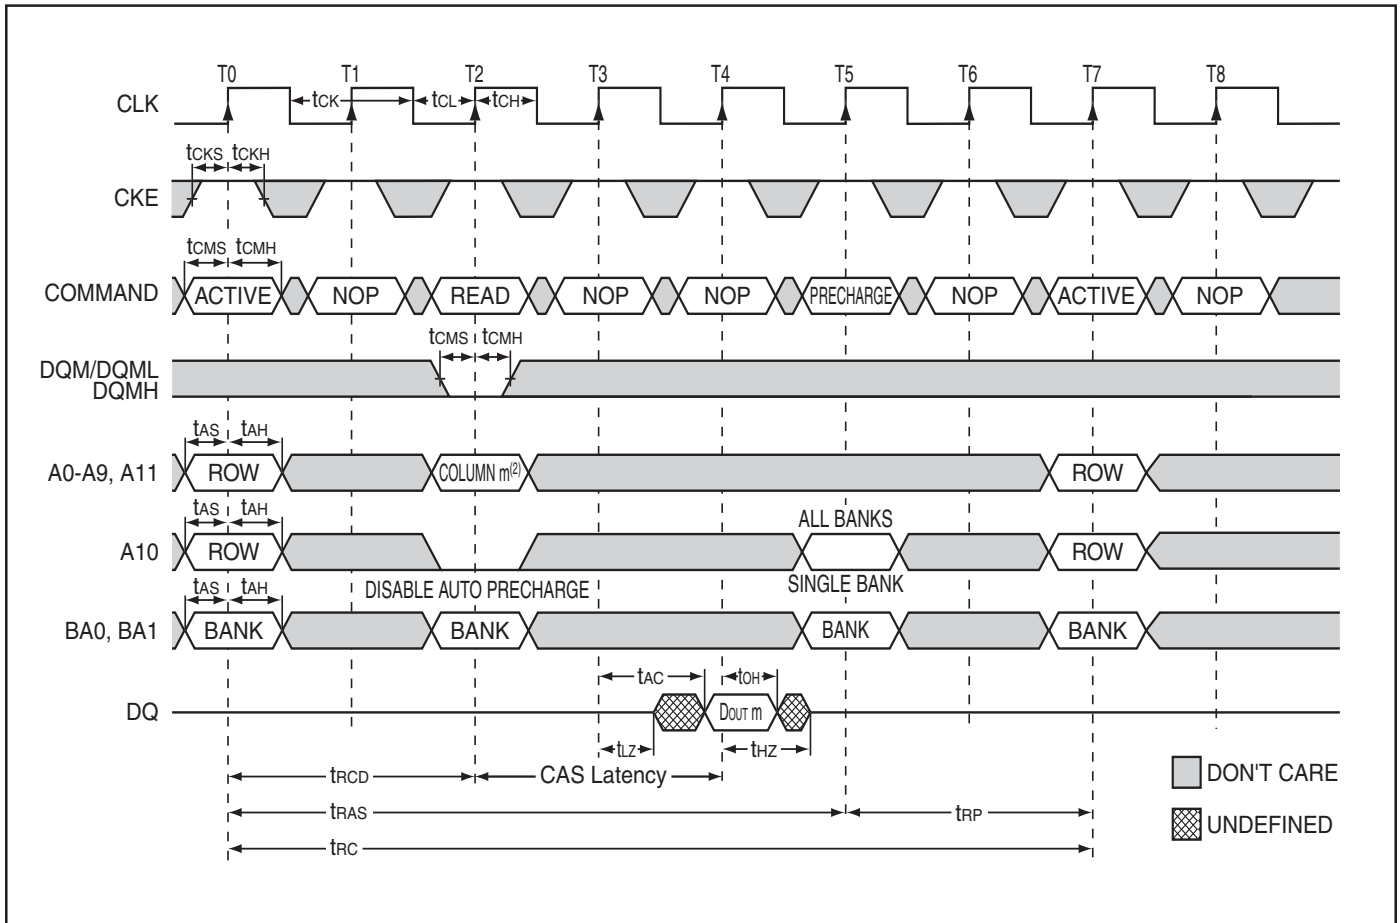 T0 T1 T2 T3 T4 T5 T6 T7 T8
CLK tCK tCL tCH
tCKS tCKH
CKE
tCMS tCMH
COMMAND ACTIVE NOP READ NOP NOP PRECHARGE NOP ACTIVE NOP
tCMS tCMH
DQM/DQML
DQMH
tAS tAH
A0-A9, A11 ROW COLUMN m(2) ROW
tAS tAH ALL BANKS
A10 ROW ROW
DISABLE AUTO PRECHARGE SINGLE BANK
tAS tAH
BA0, BA1 BANK BANK BANK BANK
tAC tOH
DQ DOUT m
tLZ tHZ
tRCD CAS Latency
DON'T CARE
tRAS tRP
UNDEFINED
tRC